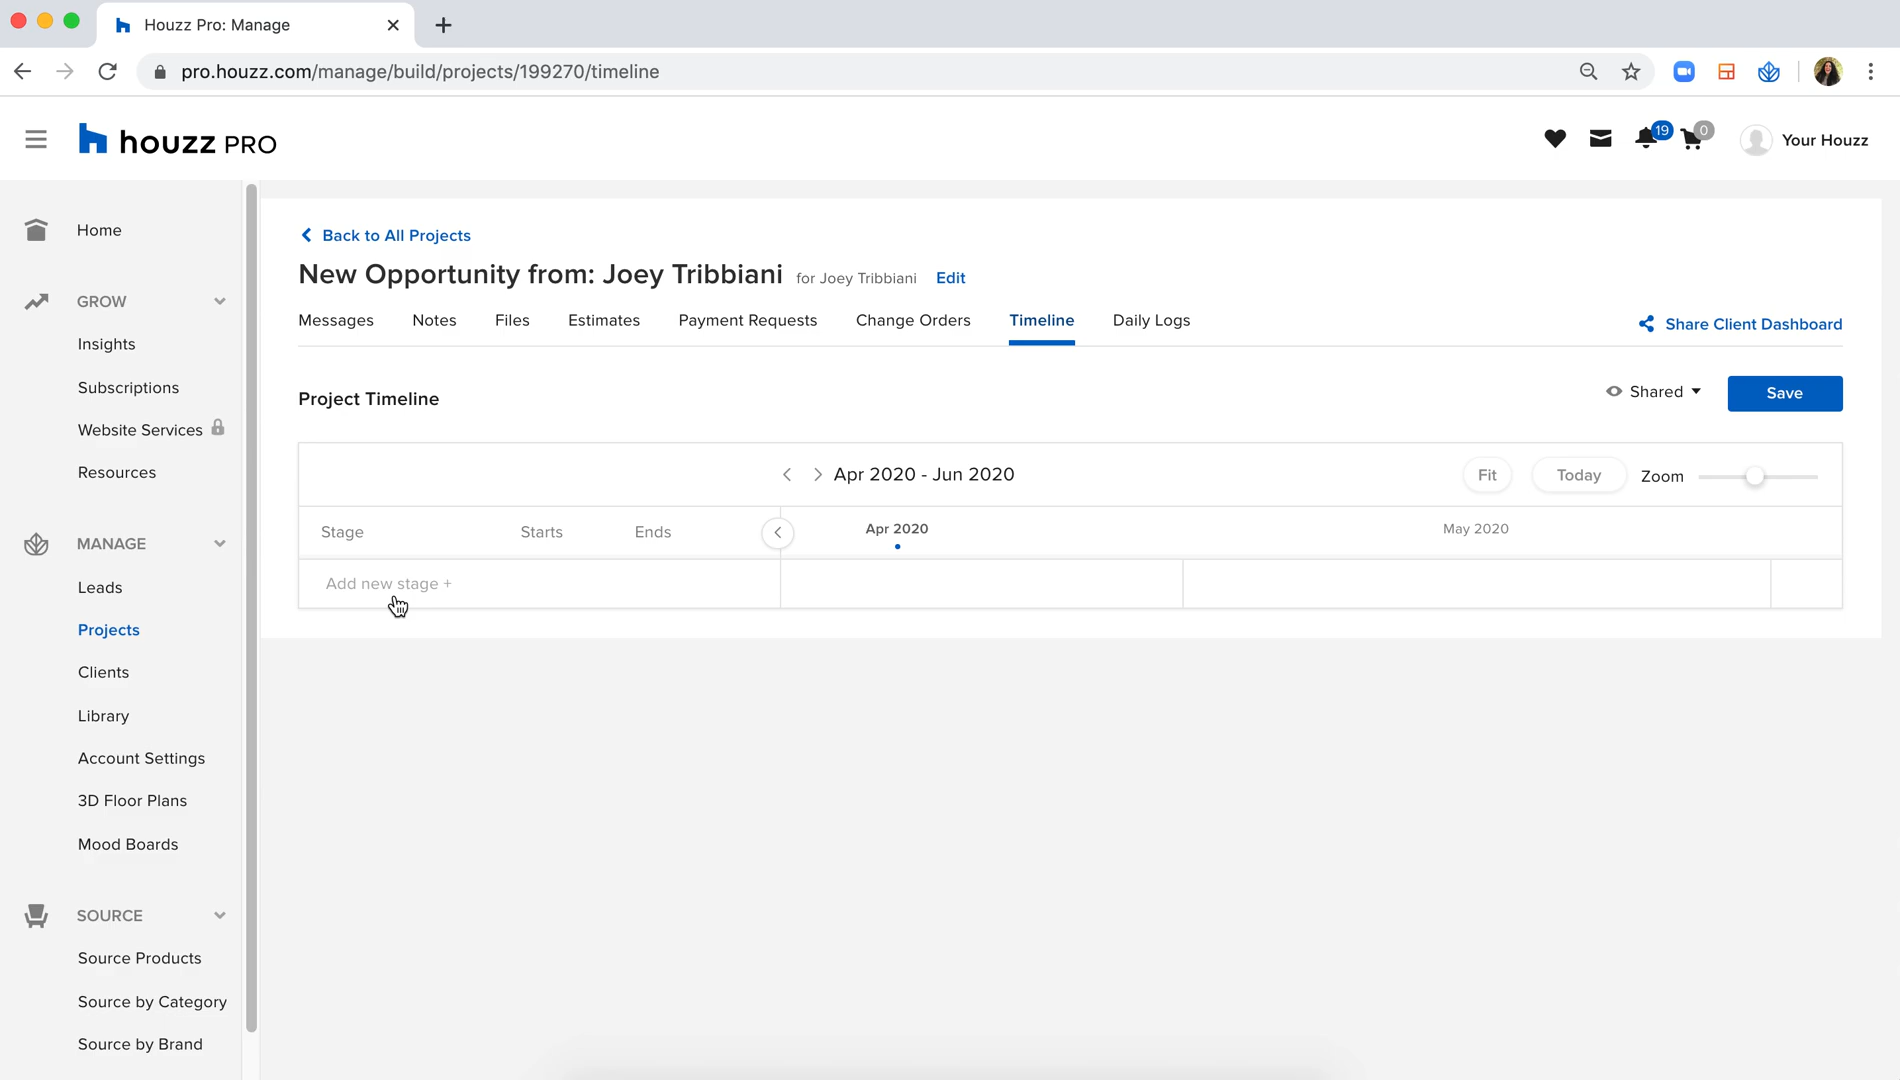 Houzz Pro: Manage
pro.houzz.com/manage/build/projects/199270/timeline
houzz PRO
19
0
Your Houzz
Home
GROW
Insights
Subscriptions
Website Services
Resources
MANAGE
Leads
Projects
Clients
Library
Account Settings
3D Floor Plans
Mood Boards
SOURCE
Source Products
Source by Category
Source by Brand
Back to All Projects
New Opportunity from: Joey Tribbiani for Joey Tribbiani Edit
Messages Notes Files Estimates Payment Requests Change Orders Timeline Daily Logs
Share Client Dashboard
Project Timeline
Shared
Save
Apr 2020 - Jun 2020
Fit
Today
Zoom
Stage Starts Ends
Apr 2020
May 2020
Add new stage +